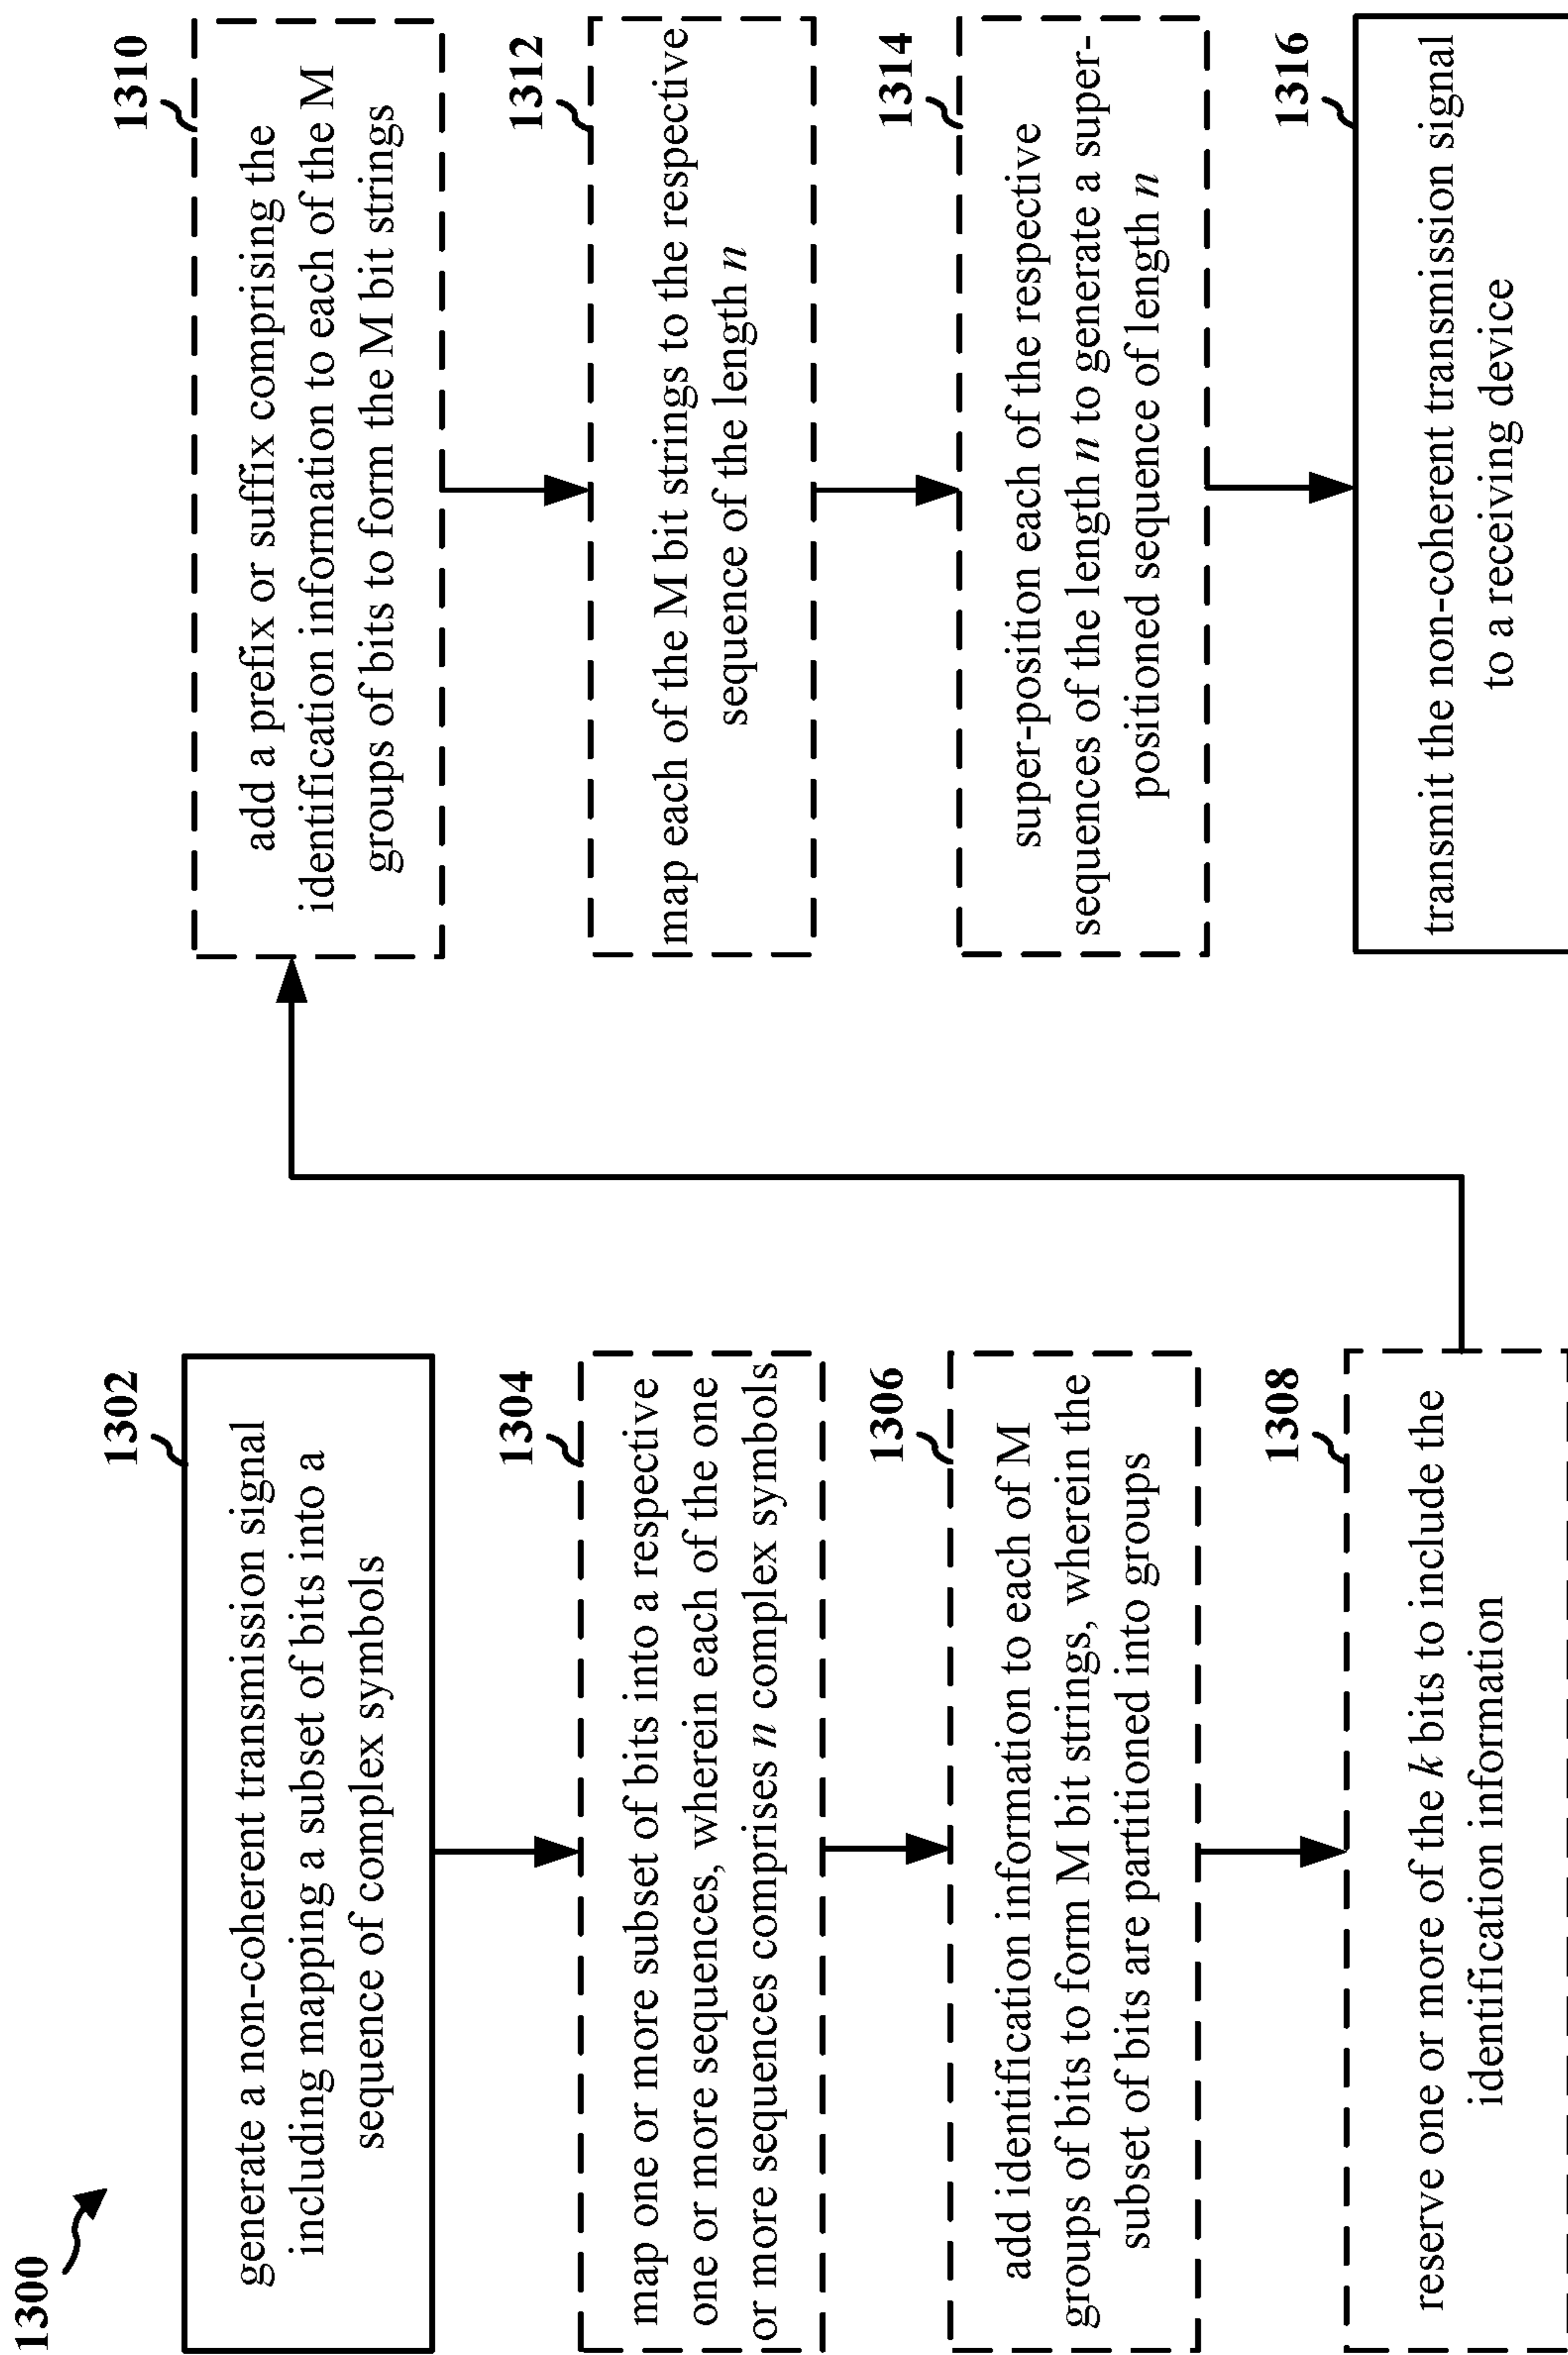 1300
1302
generate a non-coherent transmission signal
including mapping a subset of bits into a
sequence of complex symbols
1304
map one or more subset of bits into a respective
one or more sequences, wherein each of the one
or more sequences comprises n complex symbols
1306
add identification information to each of M
groups of bits to form M bit strings, wherein the
subset of bits are partitioned into groups
1308
reserve one or more of the k bits to include the
identification information
1310
add a prefix or suffix comprising the
identification information to each of the M
groups of bits to form the M bit strings
1312
map each of the M bit strings to the respective
sequence of the length n
1314
super-position each of the respective
sequences of the length n to generate a super-
positioned sequence of length n
1316
transmit the non-coherent transmission signal
to a receiving device